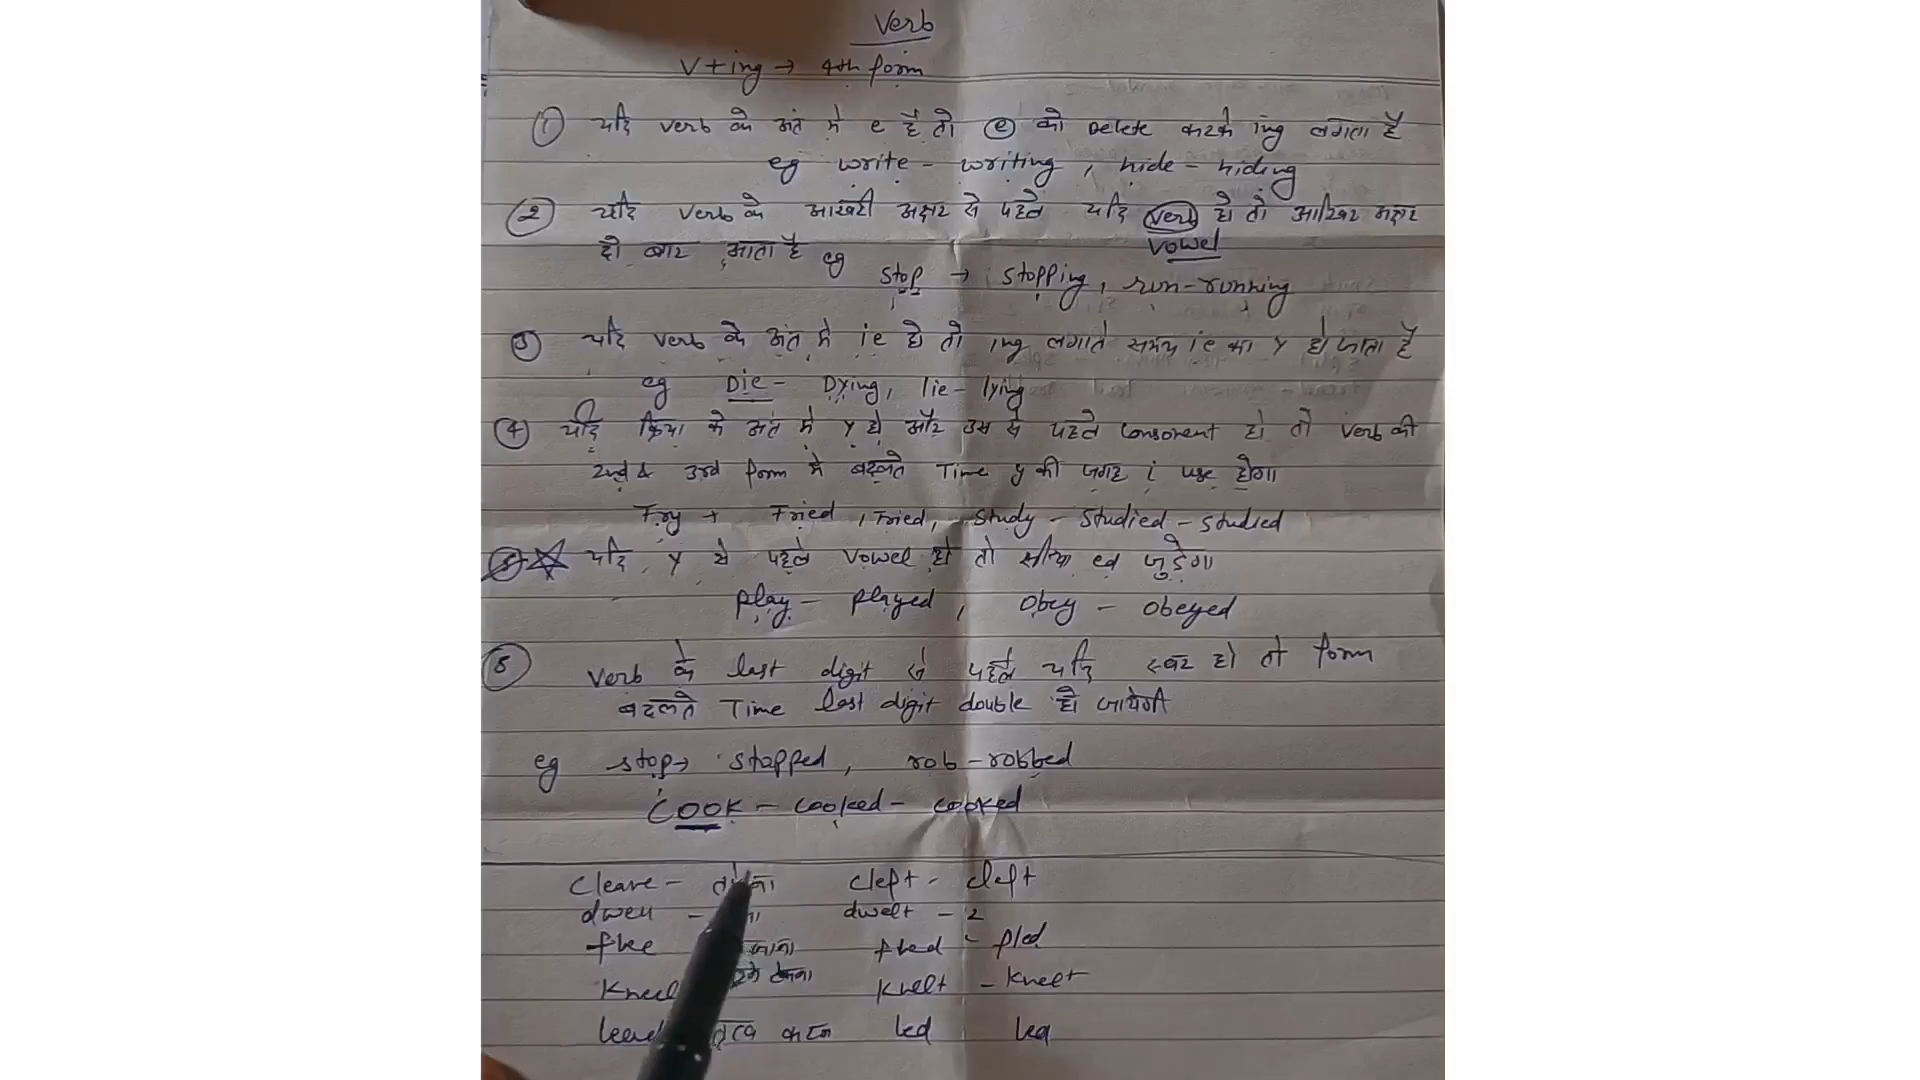 Verb
V+ing → 4th form
① यदि verb के अंत मे e है तो ⓔ को Delete करके ing लगता है
eg write - writing, hide - hiding
② यदि verb के आखरी अक्षर से पहले यदि verb हो तो आखिर अक्षर
vowel
दो बार आता है eg
stop → stopping, run-running
③ यदि verb के अंत मे ie हो तो ing लगाते समय ie का y हो जाता है
eg Die - Dying, lie - lying
④ यदि क्रिया के अंत मे y हो और उस से पहले consonent हो तो verb की
2nd & 3rd form मे बदलते Time y की जगह i use होगा
Fry + Fried, Fried, Study - Studied - studied
यदि y से पहले vowel हो तो सीधा ed जुड़ेगा
play - played, obey - obeyed
⑤ verb के last digit से पहले यदि स्वर हो तो form
बदलते Time last digit double हो जायेगी
eg stop → stopped, rob - robbed
COOK - cooked - cooked
Cleave - cleft - cleft
dwell - dwelt - 2
flee जाना fled - fled
Kneel knelt - knelt
lead करना led led